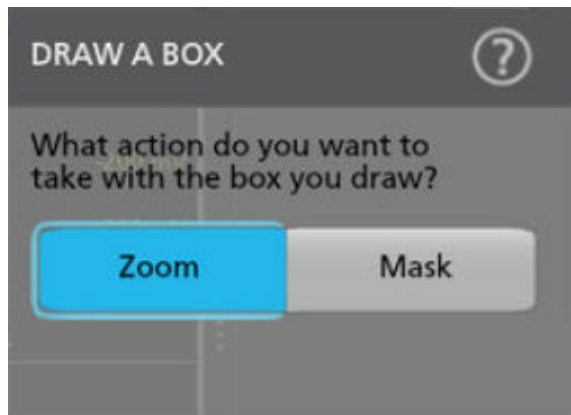 DRAW A BOX
?
What action do you want to
take with the box you draw?
Zoom Mask